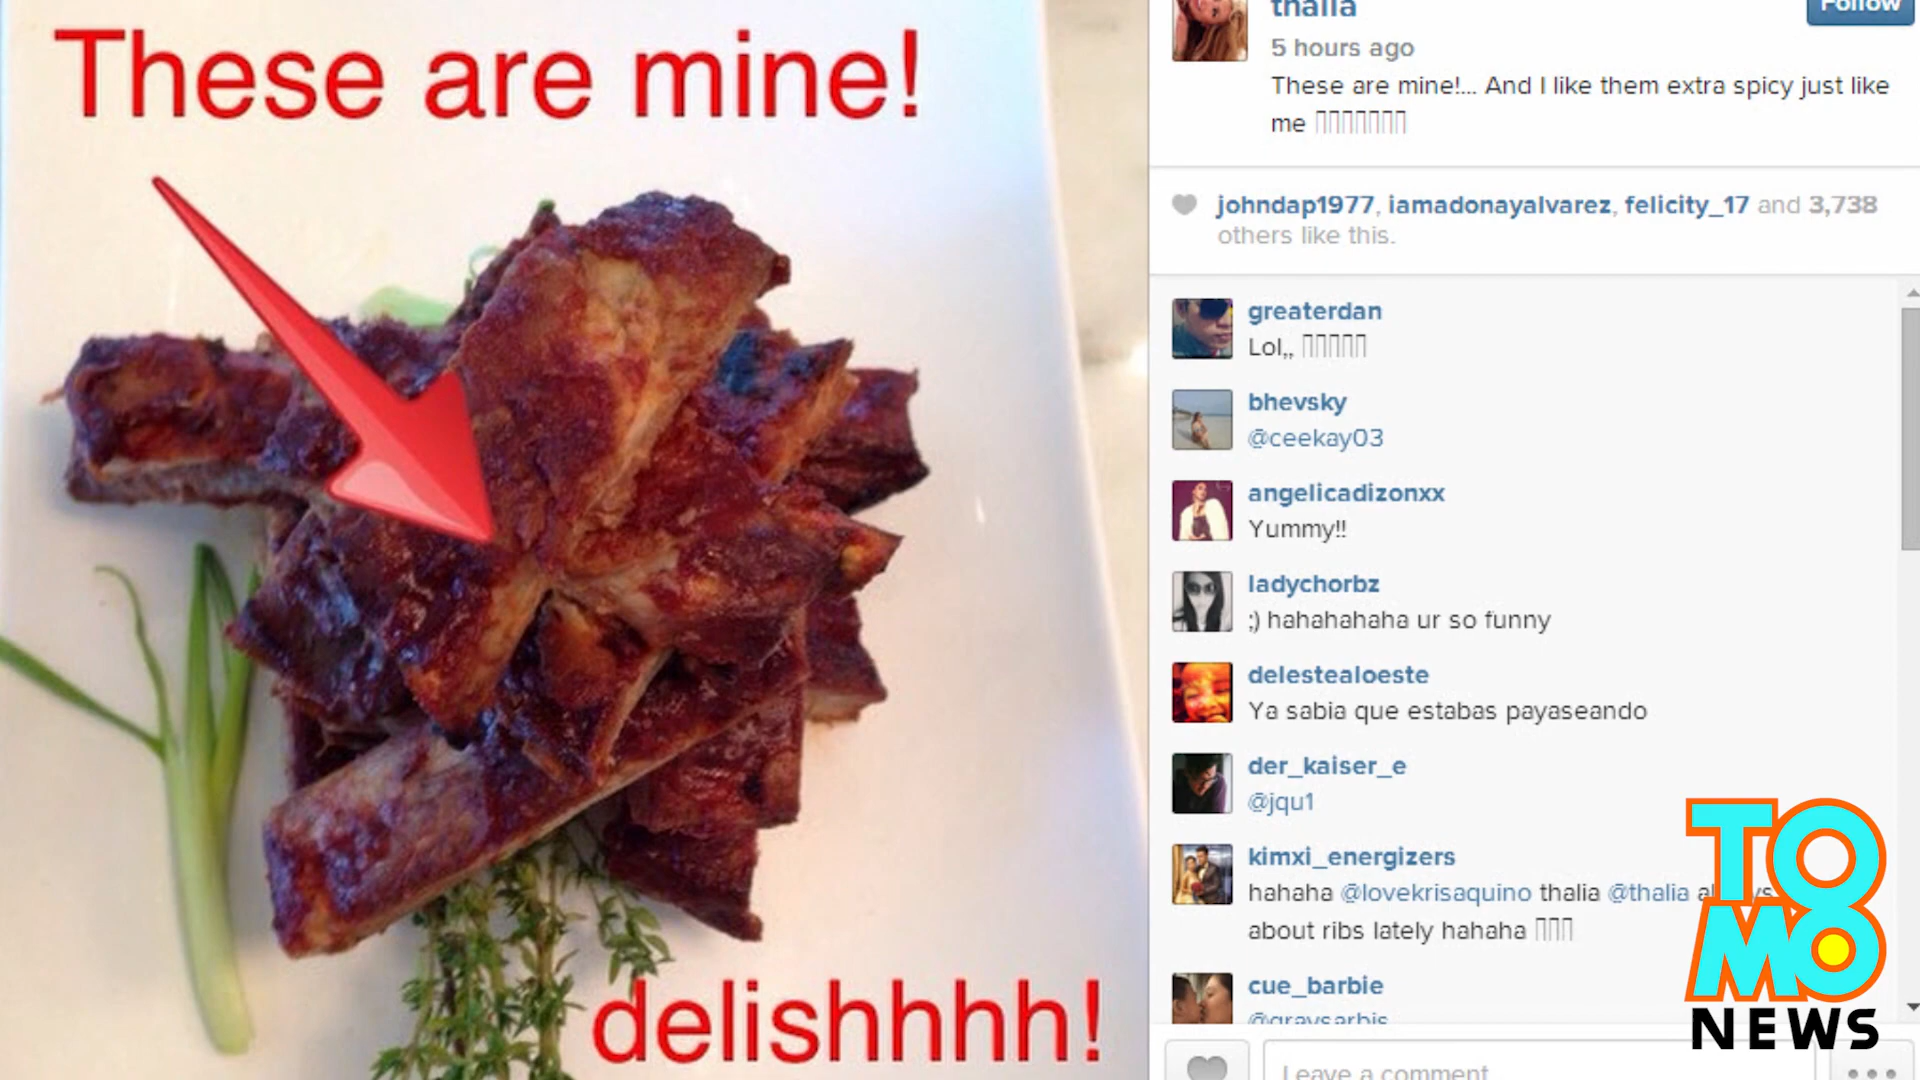 These are mine!
delishhhh!
thalia
Follow
5 hours ago
These are mine!... And I like them extra spicy just like
me
johndap1977, iamadonayalvarez, felicity_17 and 3,738
others like this.
greaterdan
Lol,,
bhevsky
@ceekay03
angelicadizonxx
Yummy!!
ladychorbz
;) hahahahaha ur so funny
delestealoeste
Ya sabia que estabas payaseando
der_kaiser_e
@jqu1
kimxi_energizers
hahaha @lovekrisaquino thalia @thalia
about ribs lately hahaha
cue_barbie
Leave a comment...
TOMO
NEWS